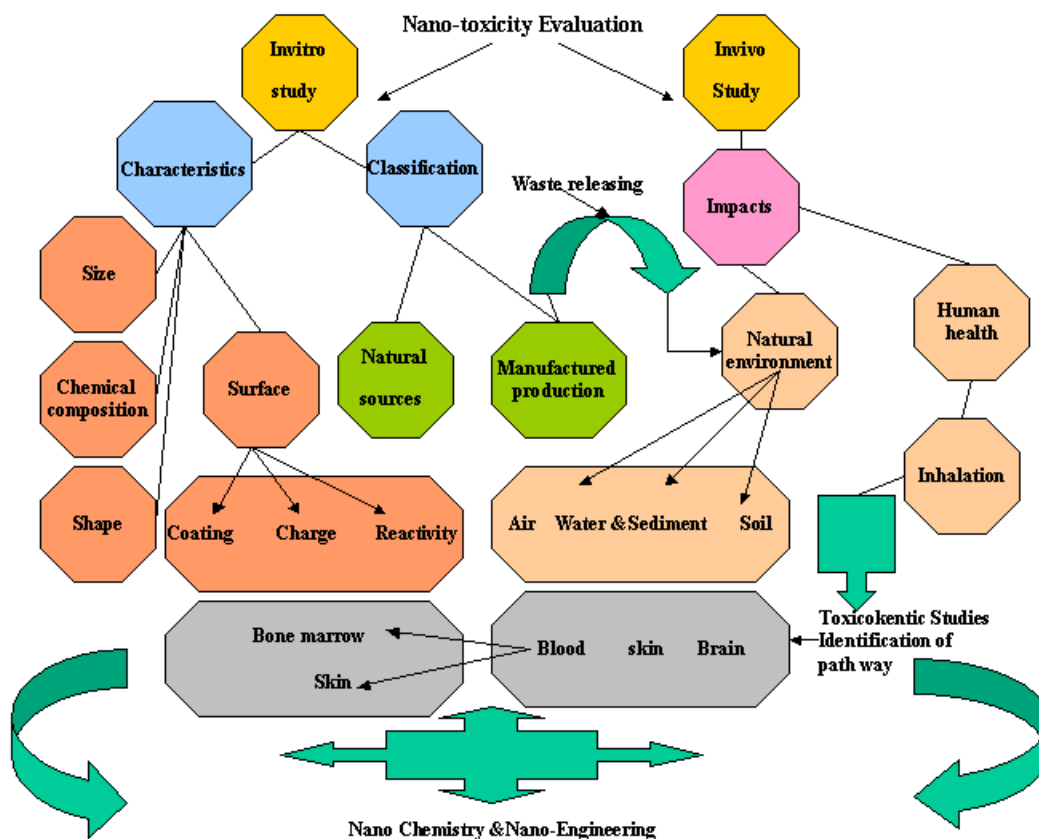 Nano-toxicity Evaluation
Invitro
study
Invivo
Study
Characteristics
Classification
Waste releasing
Impacts
Size
Human
health
Natural
environment
Natural
sources
Manufactured
production
Chemical
composition
Surface
Inhalation
Shape
Coating Charge Reactivity
Air Water & Sediment Soil
Toxicokentic Studies
Identification of
path way
Bone marrow
Skin
Blood skin Brain
Nano Chemistry &Nano-Engineering